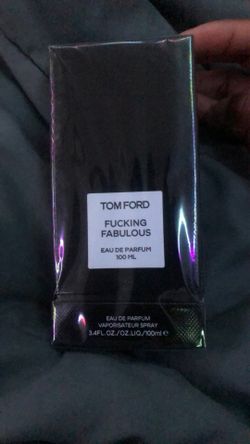 TOM FORD
FUCKING
FABULOUS
EAU DE PARFUM
100 ML
EAU DE PARFUM
VAPORISATEUR SPRAY
3.4FL.OZ./OZ.LIQ./100ml℮